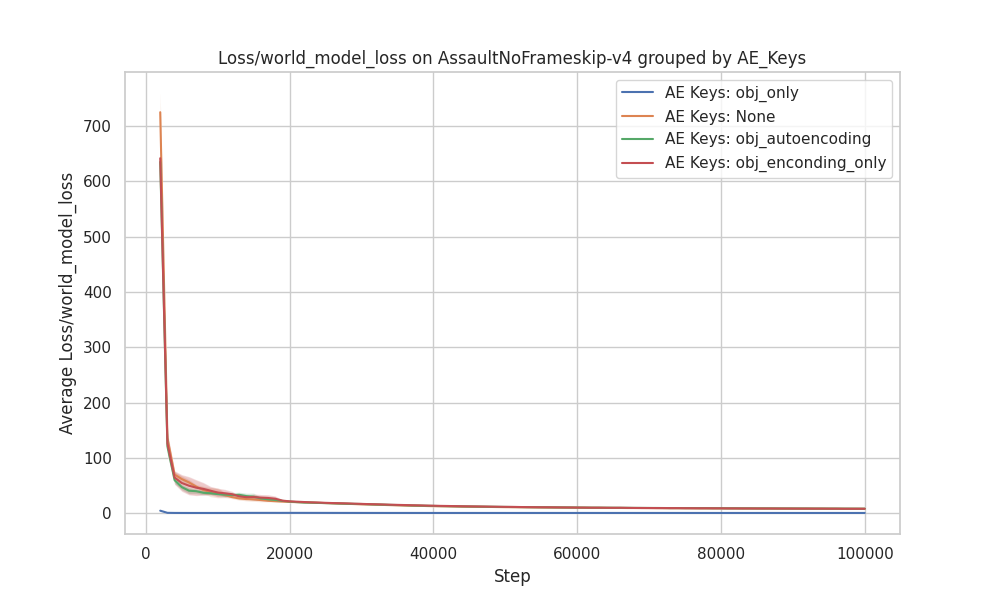 Loss/world_model_loss on AssaultNoFrameskip-v4 grouped by AE_Keys
AE Keys: obj_only
AE Keys: None
AE Keys: obj_autoencoding
AE Keys: obj_enconding_only
Average Loss/world_model_loss
700
600
500
400
300
200
100
0
0 20000 40000 60000 80000 100000
Step